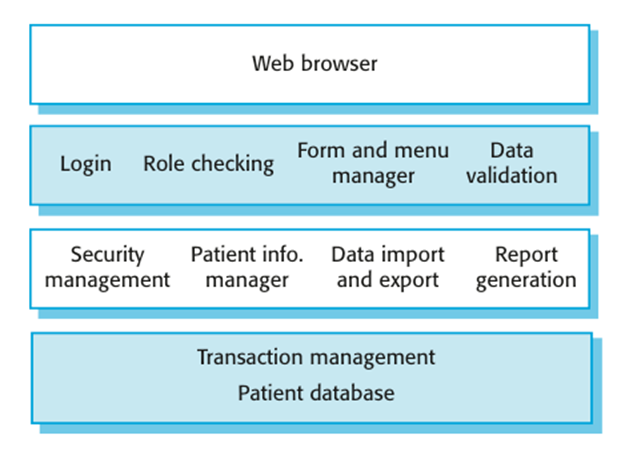 Web browser
Login Role checking Form and menu manager Data validation
Security management Patient info. manager Data import and export Report generation
Transaction management
Patient database